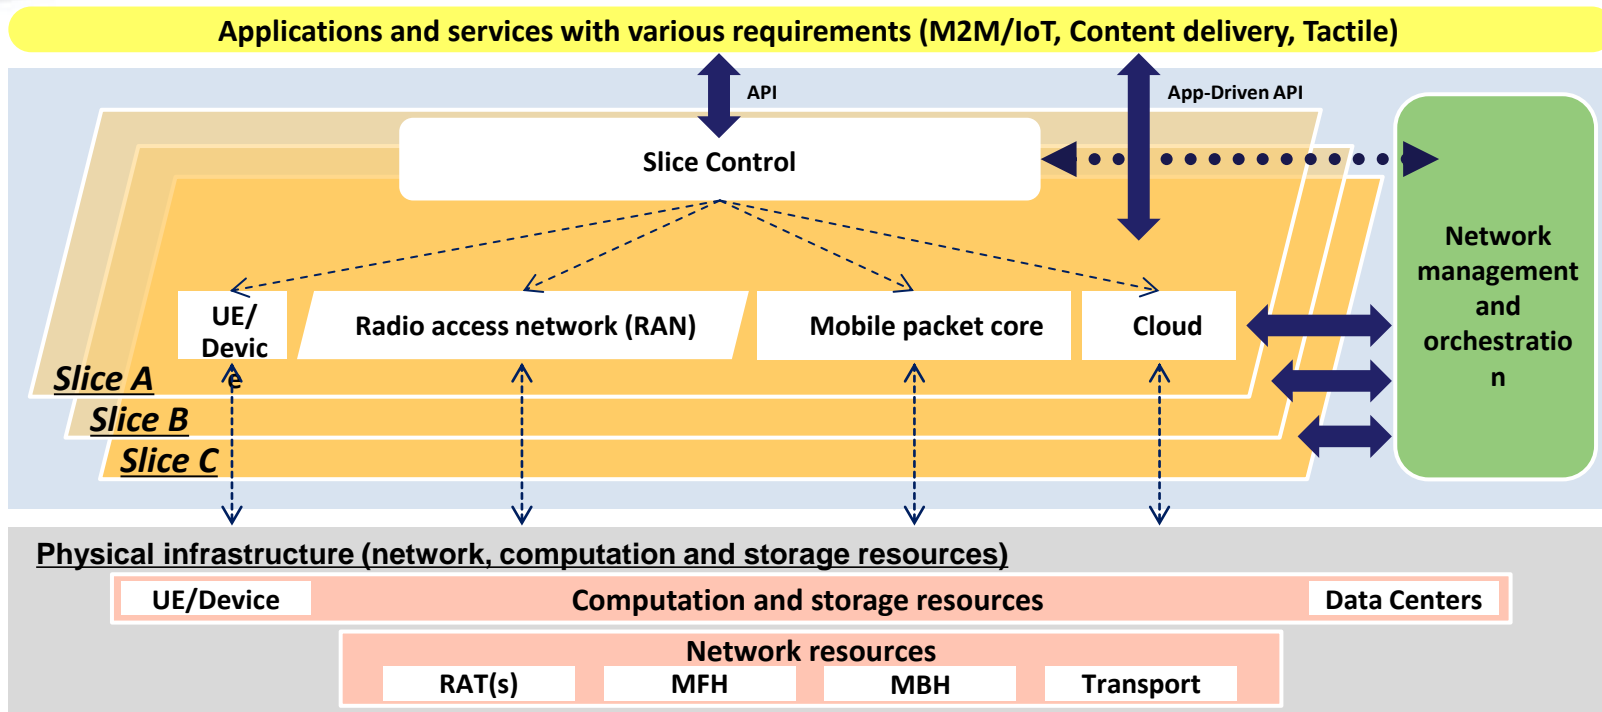 Applications and services with various requirements (M2M/IoT, Content delivery, Tactile)
API
App-Driven API
Slice Control
Network
management
and
orchestratio
n
UE/
Devic
e
Radio access network (RAN)
Mobile packet core
Cloud
Slice A
Slice B
Slice C
Physical infrastructure (network, computation and storage resources)
UE/Device
Computation and storage resources
Data Centers
Network resources
RAT(s)
MFH
MBH
Transport